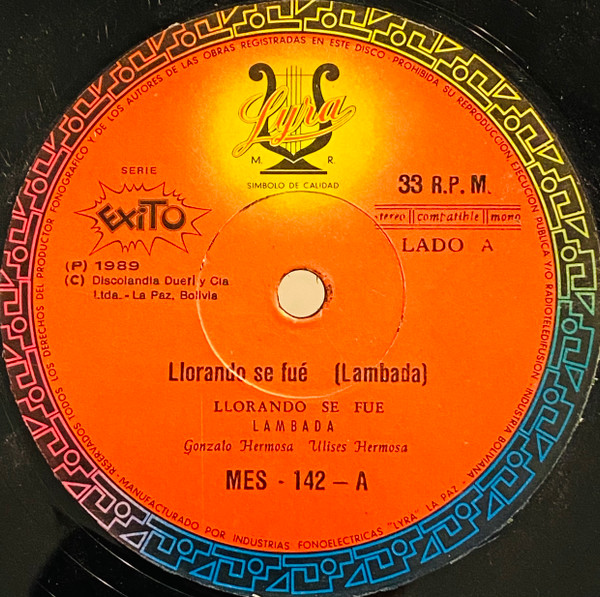 RESERVADOS TODOS LOS DERECHOS DEL PRODUCTOR FONOGRAFICO Y DE LOS AUTORES DE LAS OBRAS REGISTRADAS EN ESTE DISCO - PROHIBIDA SU REPRODUCCION, EJECUCION PUBLICA Y/O RADIOTELEDIFUSION - INDUSTRIA BOLIVIANA
Lyra
M. R.
SIMBOLO DE CALIDAD
SERIE
EXiTO
33 R.P.M.
stereo || compatible || mono
LADO A
(P) 1989
(C) Discolandia Dueri y Cia
Ltda. - La Paz, Bolivia
Llorando se fué (Lambada)
LLORANDO SE FUE
LAMBADA
Gonzalo Hermosa Ulises Hermosa
MES - 142 - A
MANUFACTURADO POR INDUSTRIAS FONOELECTRICAS "LYRA" LA PAZ -